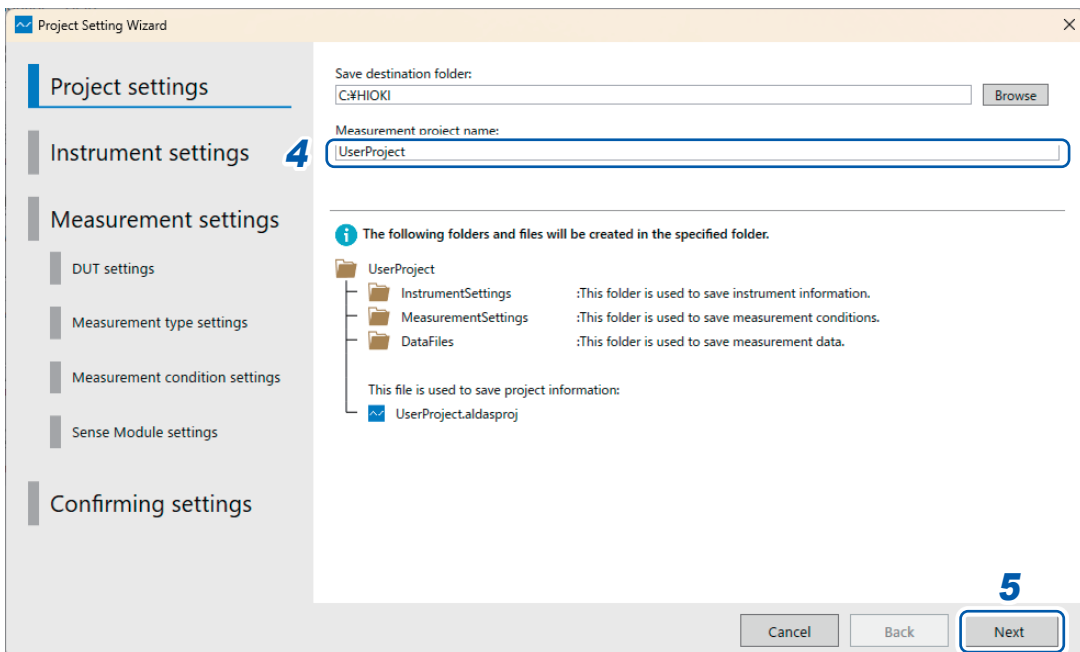 Project Setting Wizard
Project settings
Instrument settings
Measurement settings
DUT settings
Measurement type settings
Measurement condition settings
Sense Module settings
Confirming settings
Save destination folder:
C:¥HIOKI
Browse
Measurement project name:
4
UserProject
The following folders and files will be created in the specified folder.
UserProject
InstrumentSettings :This folder is used to save instrument information.
MeasurementSettings :This folder is used to save measurement conditions.
DataFiles :This folder is used to save measurement data.
This file is used to save project information:
UserProject.aldasproj
5
Cancel Back Next